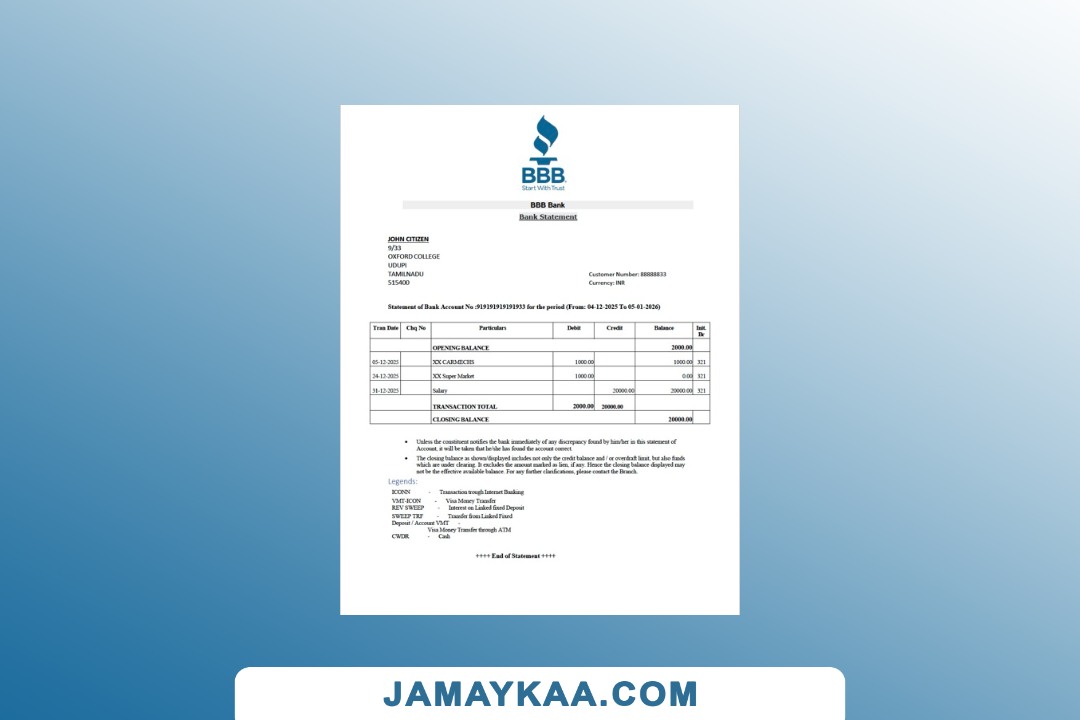 BBB
Start With Trust
BBB Bank
Bank Statement
JOHN CITIZEN
9/33
OXFORD COLLEGE
UDUPI
TAMILNADU
515400
Customer Number: 88888833
Currency: INR
Statement of Bank Account No :919191919191933 for the period (From: 04-12-2025 To 05-01-2026)
Tran Date Chq No Particulars Debit Credit Balance Init. Br
OPENING BALANCE 2000.00
05-12-2025 XX CARMECHS 1000.00 1000.00 321
24-12-2025 XX Super Market 1000.00 0.00 321
31-12-2025 Salary 20000.00 20000.00 321
TRANSACTION TOTAL 2000.00 20000.00
CLOSING BALANCE 20000.00
• Unless the constituent notifies the bank immediately of any discrepancy found by him/her in this statement of
Account, it will be taken that he/she has found the account correct
• The closing balance as shown/displayed includes not only the credit balance and / or overdraft limit, but also funds
which are under clearing. It excludes the amount marked as lien, if any. Hence the closing balance displayed may
not be the effective available balance. For any further clarifications, please contact the Branch.
Legends:
ICONN - Transaction trough Internet Banking
VMT-ICON - Visa Money Transfer
REV SWEEP - Interest on Linked fixed Deposit
SWEEP TRF - Transfer from Linked Fixed
Deposit / Account VMT -
Visa Money Transfer through ATM
CWDR - Cash
++++ End of Statement ++++
JAMAYKAA.COM